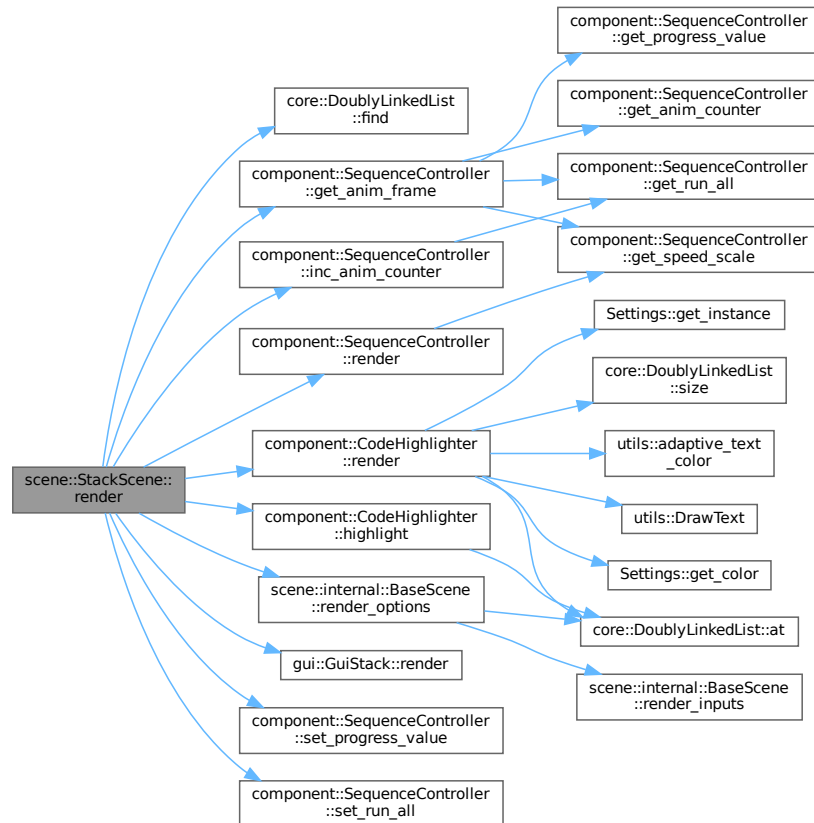 scene::StackScene::
render
core::DoublyLinkedList
::find
component::SequenceController
::get_anim_frame
component::SequenceController
::inc_anim_counter
component::SequenceController
::render
component::CodeHighlighter
::render
component::CodeHighlighter
::highlight
scene::internal::BaseScene
::render_options
gui::GuiStack::render
component::SequenceController
::set_progress_value
component::SequenceController
::set_run_all
component::SequenceController
::get_progress_value
component::SequenceController
::get_anim_counter
component::SequenceController
::get_run_all
component::SequenceController
::get_speed_scale
Settings::get_instance
core::DoublyLinkedList
::size
utils::adaptive_text
_color
utils::DrawText
Settings::get_color
core::DoublyLinkedList::at
scene::internal::BaseScene
::render_inputs